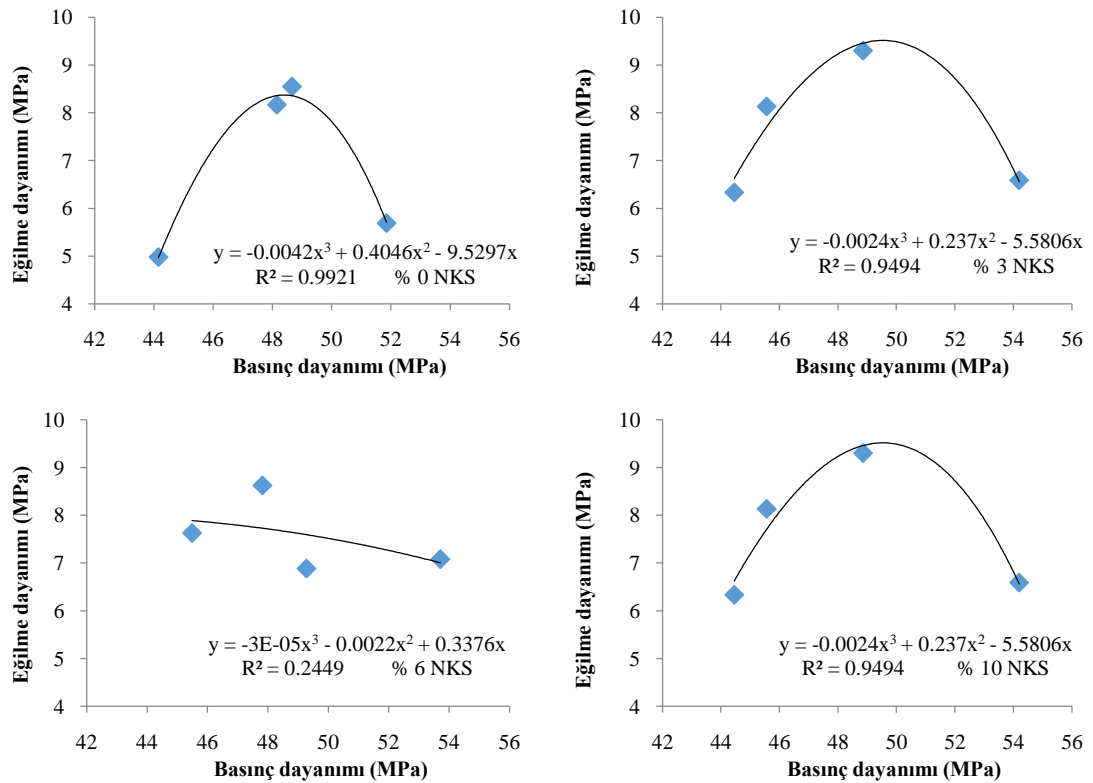 10
9
8
7
6
5
4
Eğilme dayanımı (MPa)
y = -0.0042x³ + 0.4046x² - 9.5297x
R² = 0.9921 % 0 NKS
42 44 46 48 50 52 54 56
Basınç dayanımı (MPa)
10
9
8
7
6
5
4
Eğilme dayanımı (MPa)
y = -0.0024x³ + 0.237x² - 5.5806x
R² = 0.9494 % 3 NKS
42 44 46 48 50 52 54 56
Basınç dayanımı (MPa)
10
9
8
7
6
5
4
Eğilme dayanımı (MPa)
y = -3E-05x³ - 0.0022x² + 0.3376x
R² = 0.2449 % 6 NKS
42 44 46 48 50 52 54 56
Basınç dayanımı (MPa)
10
9
8
7
6
5
4
Eğilme dayanımı (MPa)
y = -0.0024x³ + 0.237x² - 5.5806x
R² = 0.9494 % 10 NKS
42 44 46 48 50 52 54 56
Basınç dayanımı (MPa)